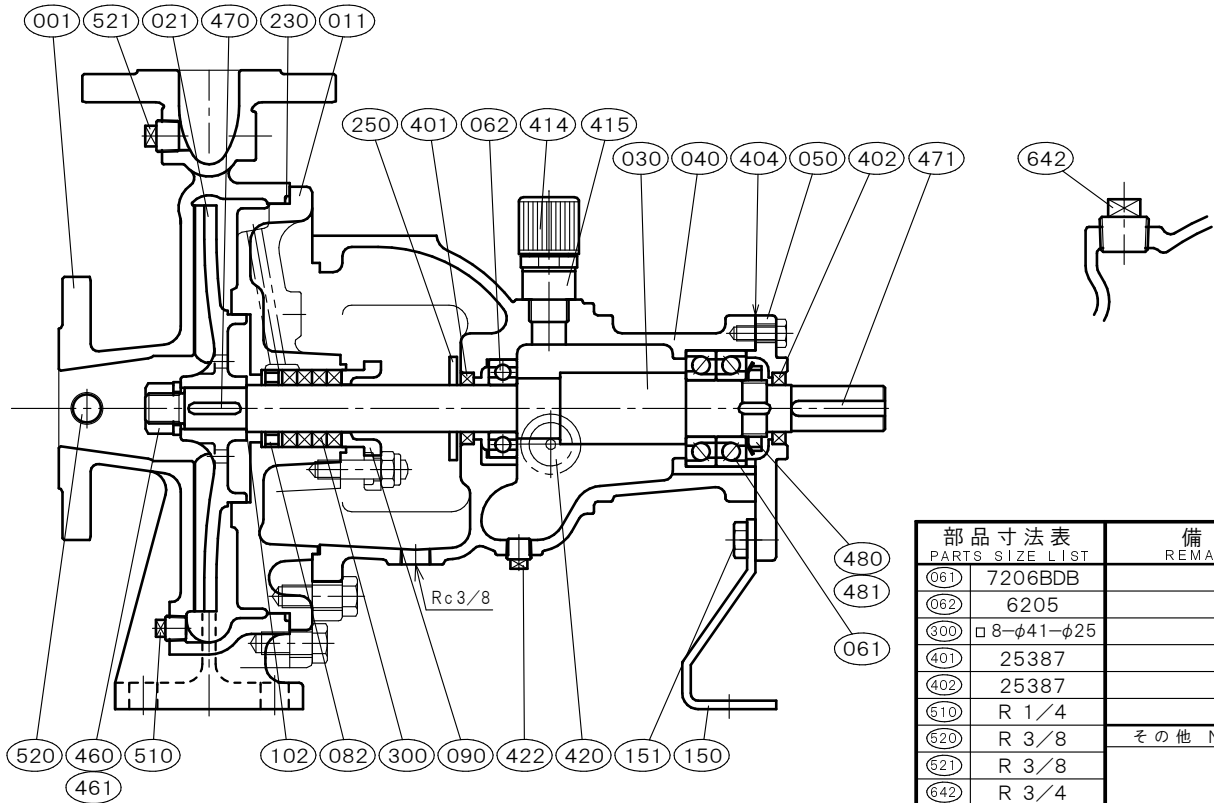 001 521 021 470 230 011
250 401 062 414 415
030 040 404 050 402 471
642
Rc3/8
480
481
061
520 460 510 102 082 300 090 422 420 151 150
461
部品寸法表 備
PARTS SIZE LIST REMA
061 7206BDB
062 6205
300 □8-φ41-φ25
401 25387
402 25387
510 R 1/4
520 R 3/8 その他 N
521 R 3/8
642 R 3/4